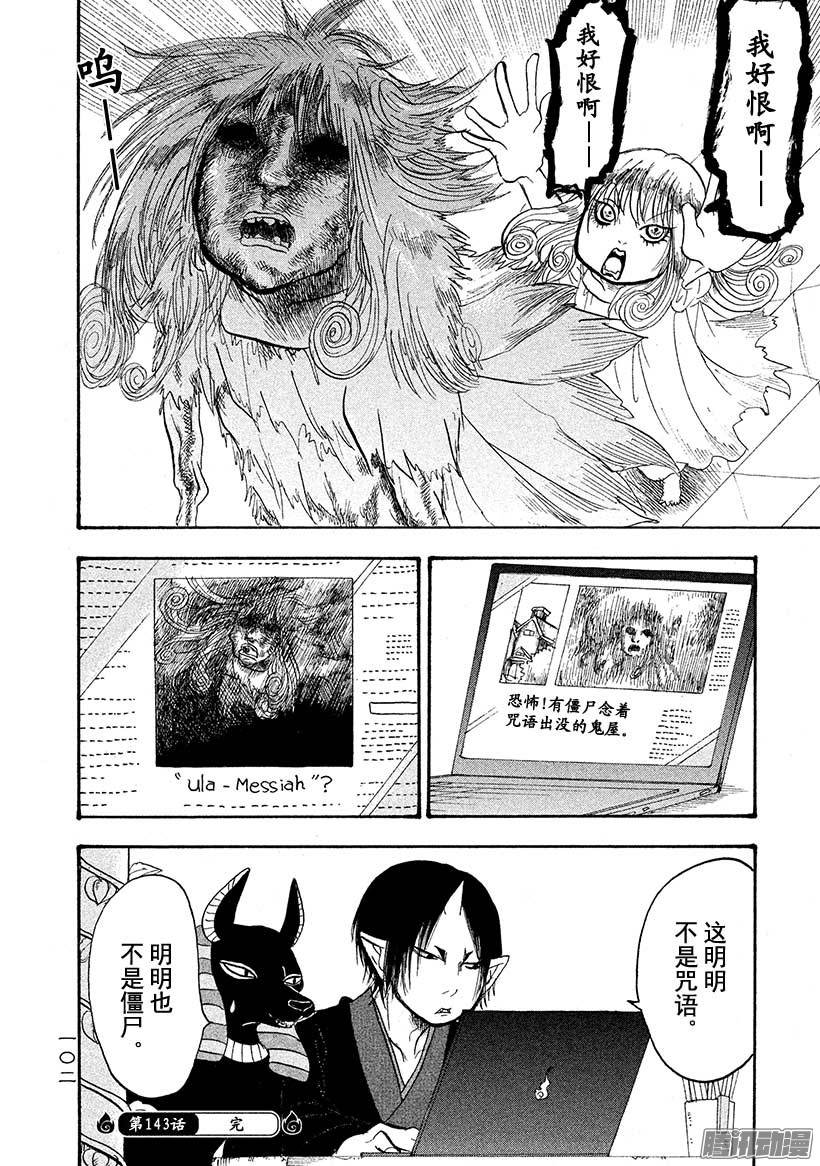 我好恨啊——
我好恨啊——
呜——
恐怖!有僵尸念着
咒语出没的鬼屋。
"ula - Messiah"?
这明明
不是咒语。
明明也
不是僵尸。
第143话 完
一〇二
腾讯动漫